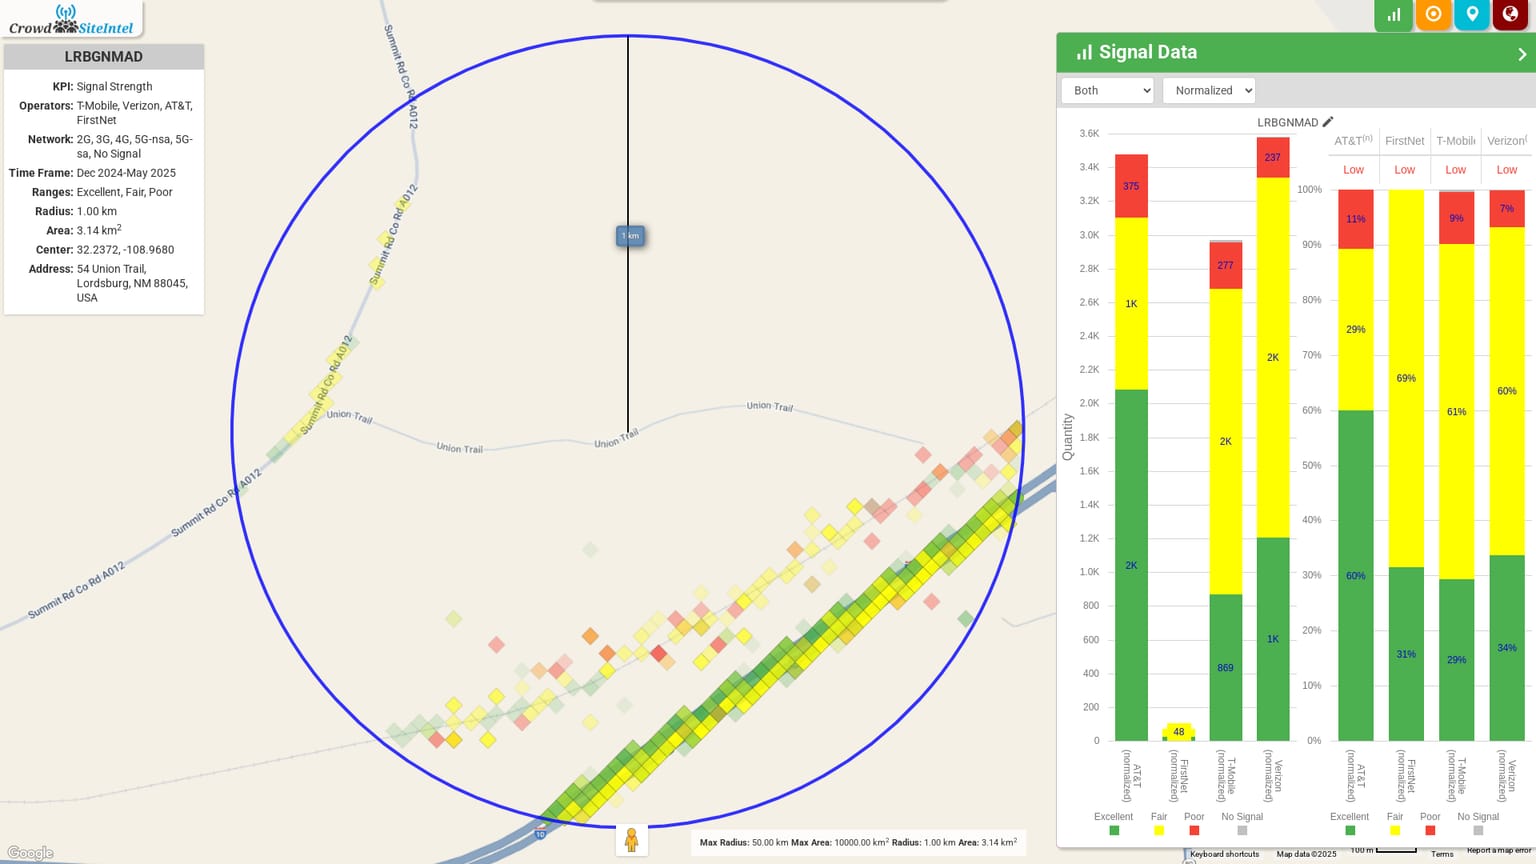 CrowdSiteIntel
LRBGNMAD
KPI: Signal Strength
Operators: T-Mobile, Verizon, AT&T,
FirstNet
Network: 2G, 3G, 4G, 5G-nsa, 5G-
sa, No Signal
Time Frame: Dec 2024-May 2025
Ranges: Excellent, Fair, Poor
Radius: 1.00 km
Area: 3.14 km²
Center: 32.2372, -108.9680
Address: 54 Union Trail,
Lordsburg, NM 88045,
USA
Summit Rd Co Rd A012
Summit Rd Co Rd A012
Summit Rd Co Rd A012
Summit Rd Co Rd A012
Summit Rd Co Rd A012
1 km
Union Trail
Union Trail
Union Trail
Union Trail
10
Google
Max Radius: 50.00 km Max Area: 10000.00 km² Radius: 1.00 km Area: 3.14 km²
Signal Data
Both
Normalized
LRBGNMAD
3.6K
3.4K
3.2K
3.0K
2.8K
2.6K
2.4K
2.2K
2.0K
1.8K
1.6K
1.4K
1.2K
1.0K
800
600
400
200
0
Quantity
375
1K
2K
48
277
2K
869
237
2K
1K
AT&T
(normalized)
FirstNet
(normalized)
T-Mobile
(normalized)
Verizon
(normalized)
Excellent Fair Poor No Signal
AT&T(n) FirstNet T-Mobile Verizon(
Low Low Low Low
100%
90%
80%
70%
60%
50%
40%
30%
20%
10%
0%
11%
29%
60%
69%
31%
9%
61%
29%
7%
60%
34%
AT&T
(normalized)
FirstNet
(normalized)
T-Mobile
(normalized)
Verizon
(normalized)
Excellent Fair Poor No Signal
Keyboard shortcuts Map data ©2025 100 m Terms Report a map error